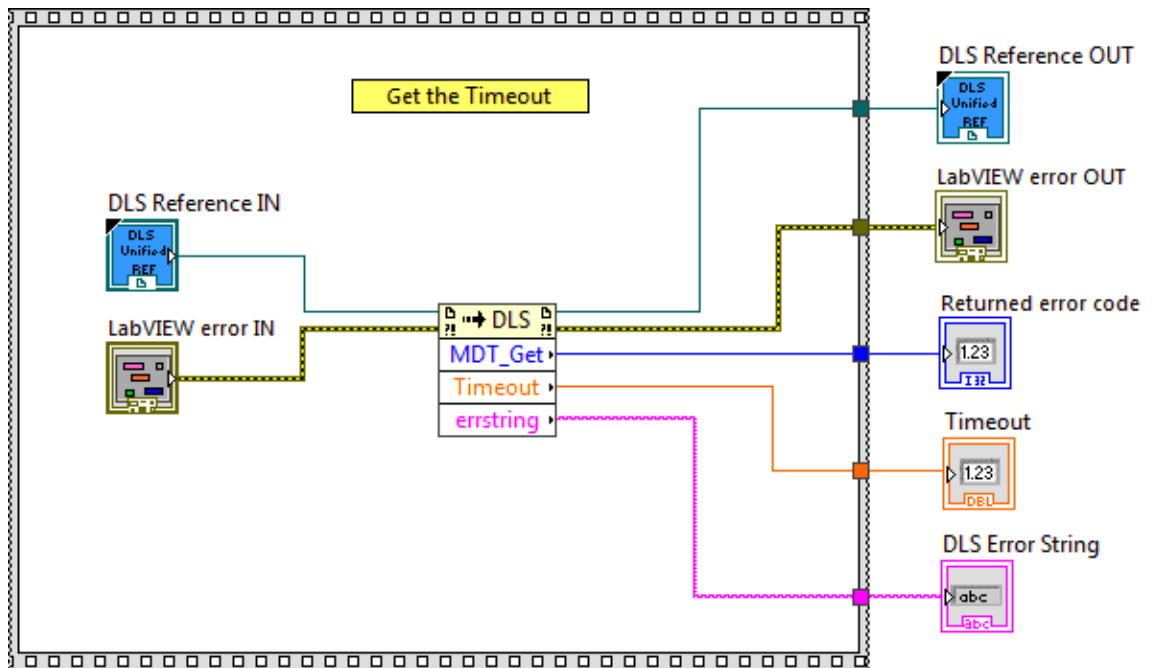 Get the Timeout
DLS Reference IN
DLS
Unified
REF
LabVIEW error IN
DLS
MDT_Get
Timeout
errstring
DLS Reference OUT
DLS
Unified
REF
LabVIEW error OUT
Returned error code
1.23
I32
Timeout
1.23
DBL
DLS Error String
abc
abc